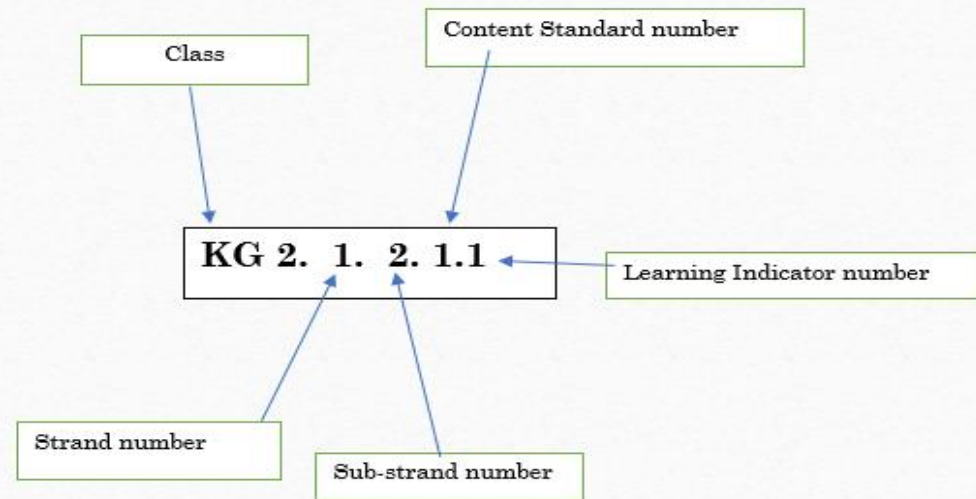 Content Standard number
Class
KG 2. 1. 2. 1.1
Learning Indicator number
Strand number
Sub-strand number